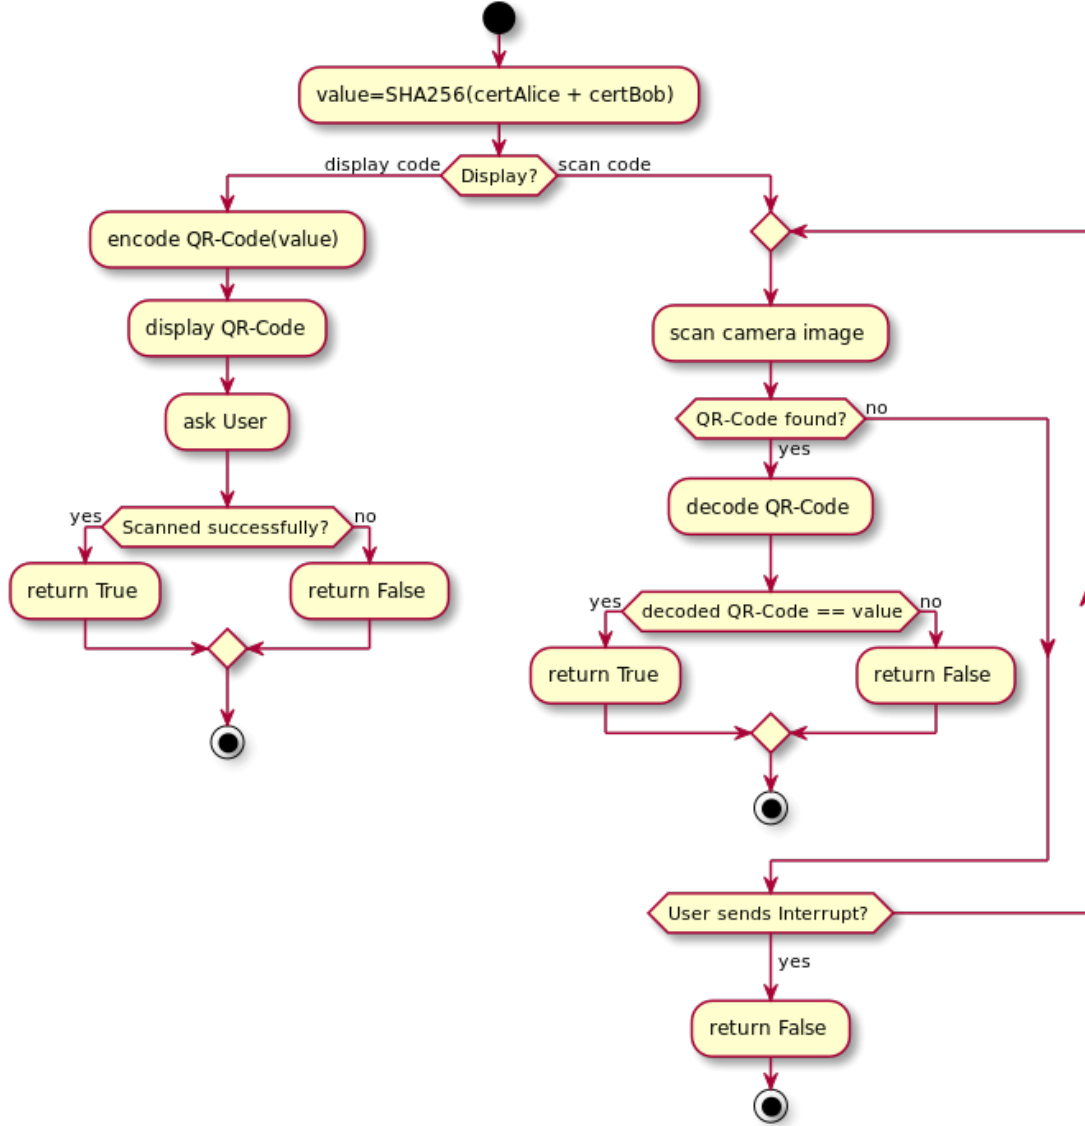 value=SHA256(certAlice + certBob)
display code
Display?
scan code
encode QR-Code(value)
display QR-Code
ask User
yes
Scanned successfully?
no
return True
return False
scan camera image
QR-Code found?
no
yes
decode QR-Code
yes
decoded QR-Code == value
no
return True
return False
User sends Interrupt?
yes
return False